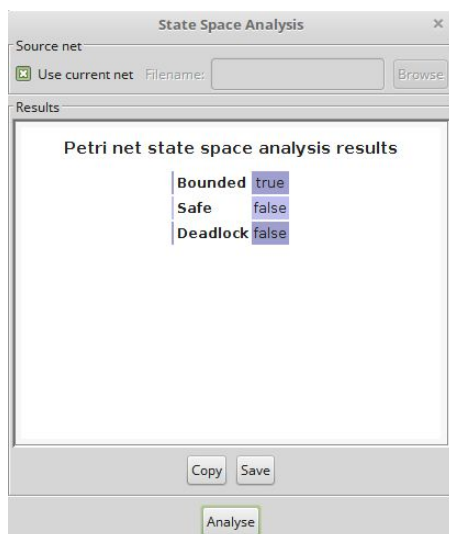 State Space Analysis ×
Source net
Use current net Filename: Browse
Results
Petri net state space analysis results
Bounded true
Safe false
Deadlock false
Copy Save
Analyse